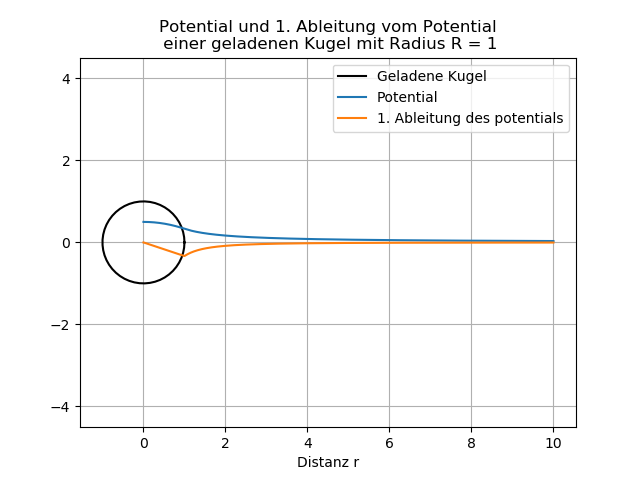 Potential und 1. Ableitung vom Potential
einer geladenen Kugel mit Radius R = 1
Geladene Kugel
Potential
1. Ableitung des potentials
4
2
0
−2
−4
0 2 4 6 8 10
Distanz r